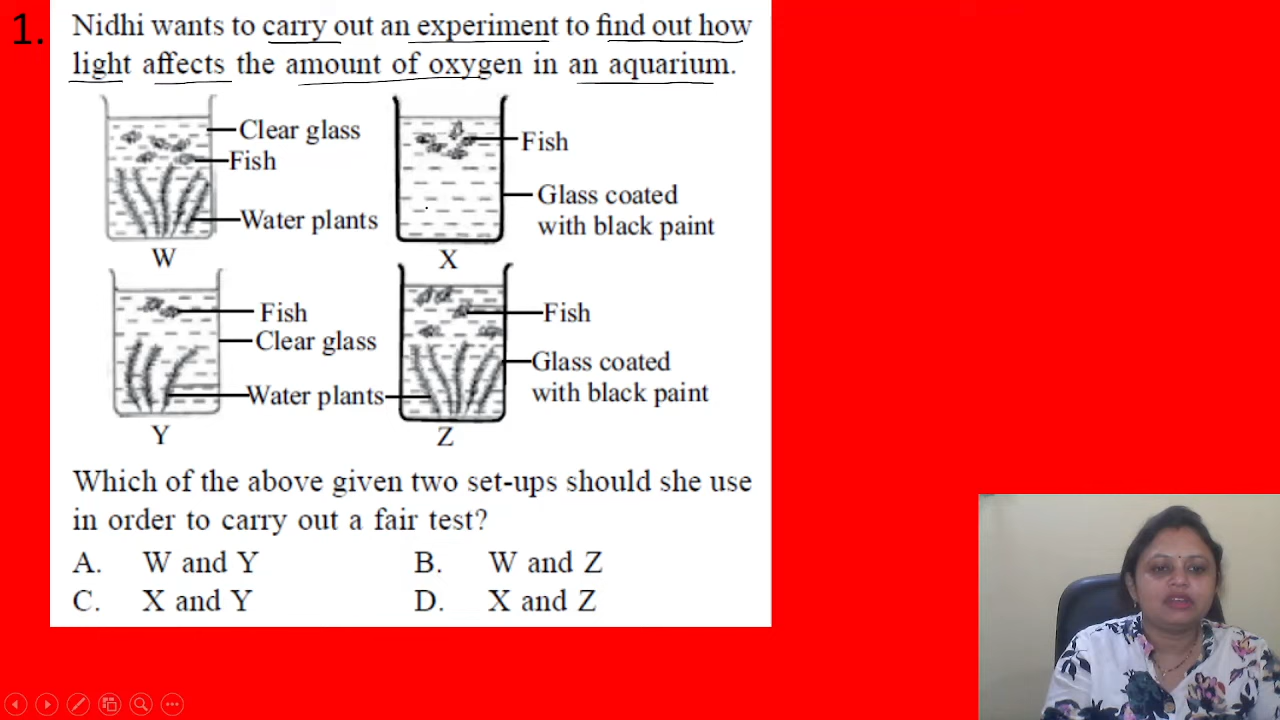 1. Nidhi wants to carry out an experiment to find out how
light affects the amount of oxygen in an aquarium.
Clear glass
Fish
Water plants
W
Fish
Glass coated
with black paint
X
Fish
Clear glass
Water plants
Y
Fish
Glass coated
with black paint
Z
Which of the above given two set-ups should she use
in order to carry out a fair test?
A. W and Y B. W and Z
C. X and Y D. X and Z